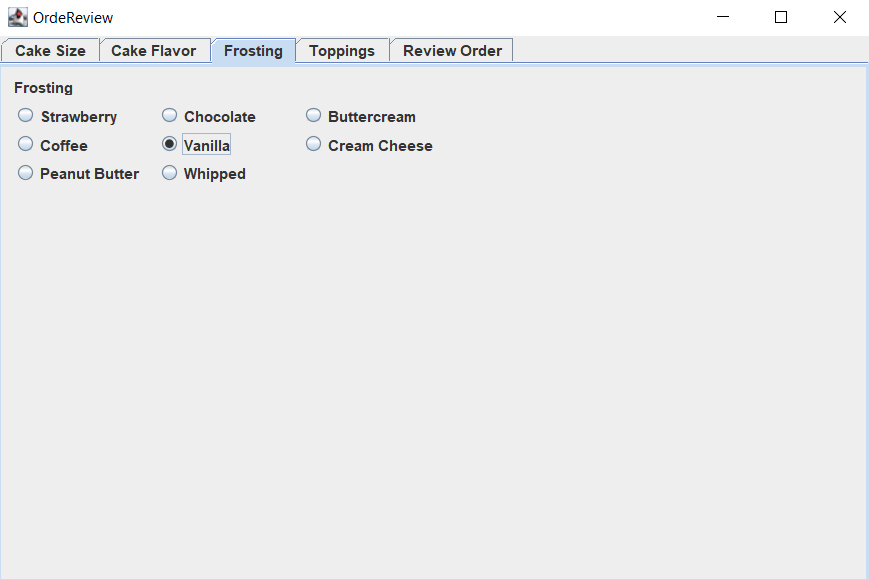 OrdeReview
Cake Size Cake Flavor Frosting Toppings Review Order
Frosting
Strawberry Chocolate Buttercream
Coffee Vanilla Cream Cheese
Peanut Butter Whipped